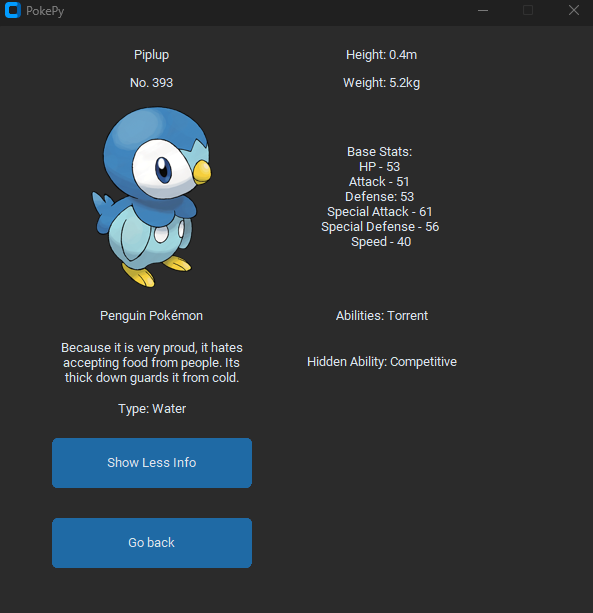 PokePy
Piplup
No. 393
Penguin Pokémon
Because it is very proud, it hates
accepting food from people. Its
thick down guards it from cold.
Type: Water
Show Less Info
Go back
Height: 0.4m
Weight: 5.2kg
Base Stats:
HP - 53
Attack - 51
Defense: 53
Special Attack - 61
Special Defense - 56
Speed - 40
Abilities: Torrent
Hidden Ability: Competitive